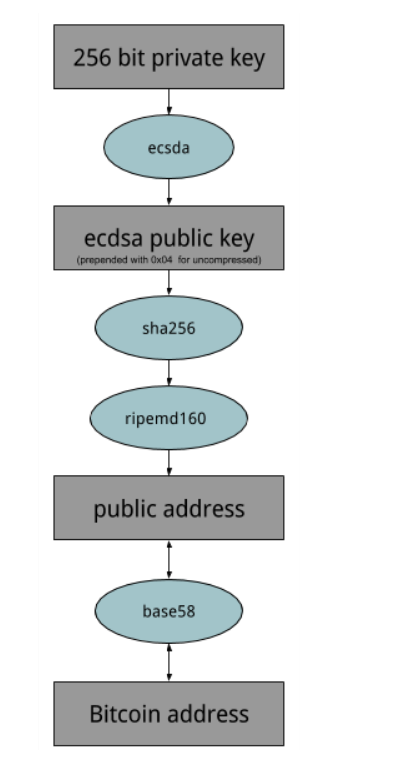 256 bit private key
ecsda
ecdsa public key
(prepended with 0x04 for uncompressed)
sha256
ripemd160
public address
base58
Bitcoin address